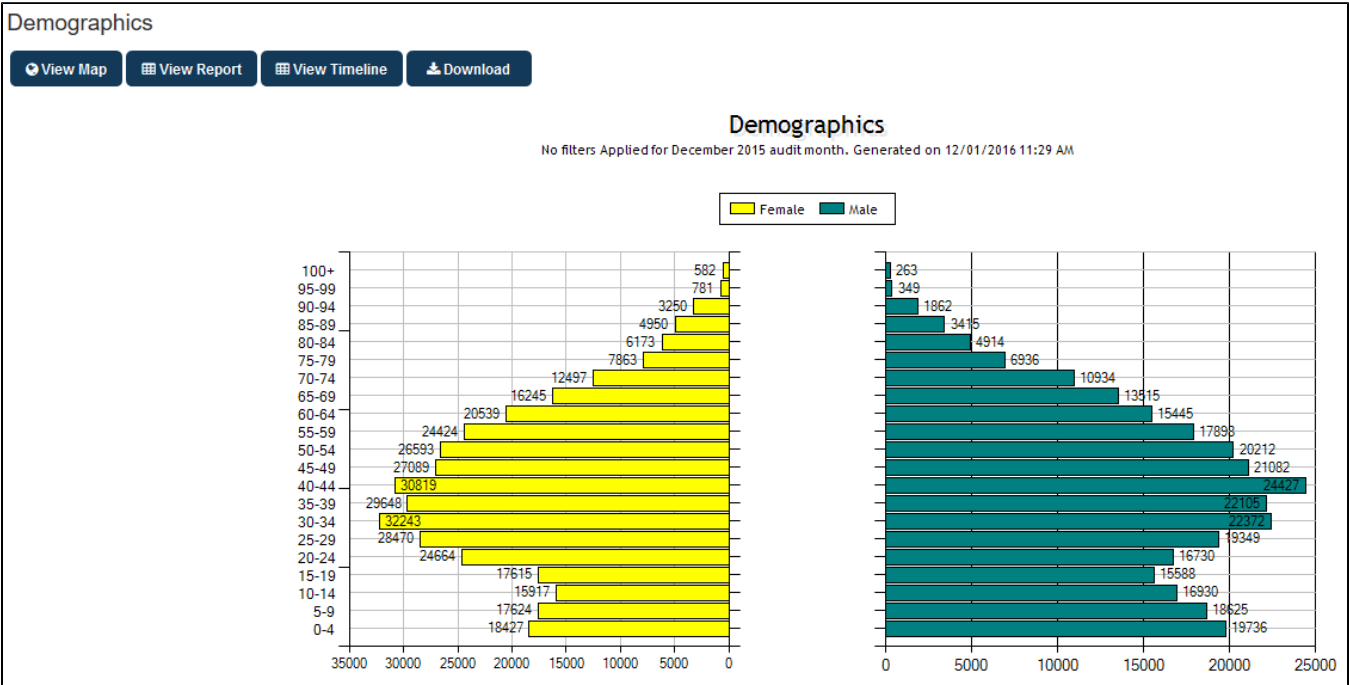 Demographics
View Map View Report View Timeline Download
Demographics
No filters Applied for December 2015 audit month. Generated on 12/01/2016 11:29 AM
Female Male
100+ 582 263
95-99 781 349
90-94 3250 1862
85-89 4950 3415
80-84 6173 4914
75-79 7863 6936
70-74 12497 10934
65-69 16245 13515
60-64 20539 15445
55-59 24424 17893
50-54 26593 20212
45-49 27089 21082
40-44 30819 24427
35-39 29648 22105
30-34 32243 22372
25-29 28470 19349
20-24 24664 16730
15-19 17615 15588
10-14 15917 16930
5-9 17624 18625
0-4 18427 19736
35000 30000 25000 20000 15000 10000 5000 0 0 5000 10000 15000 20000 25000